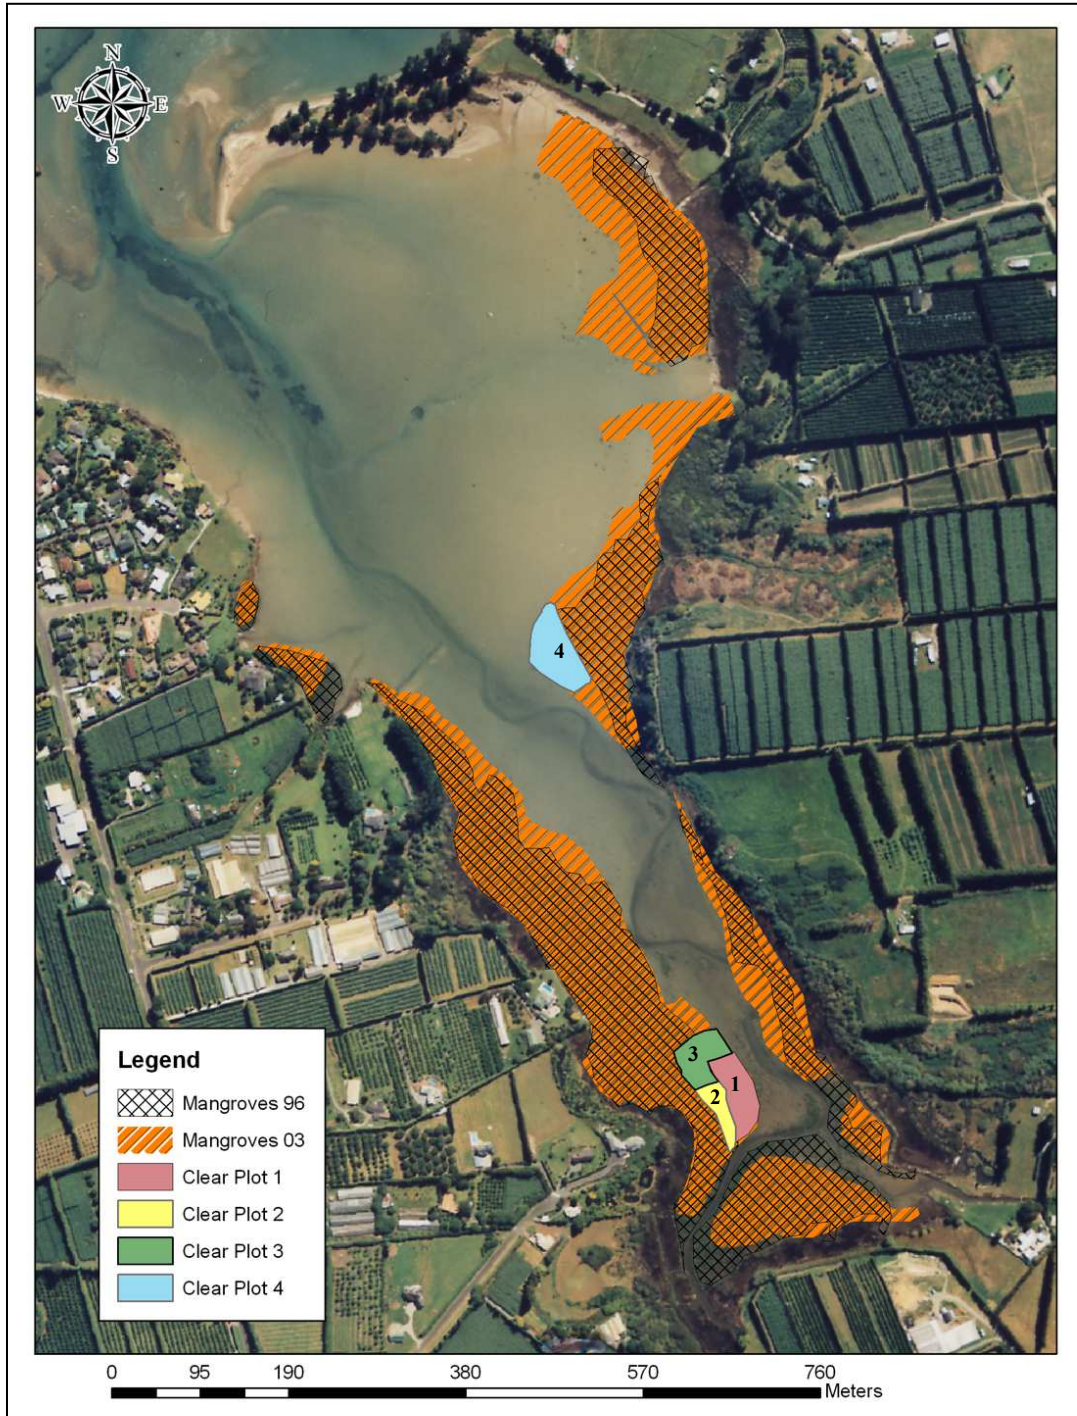 N
W E
S
4
3
1
2
Legend
Mangroves 96
Mangroves 03
Clear Plot 1
Clear Plot 2
Clear Plot 3
Clear Plot 4
0 95 190 380 570 760
Meters